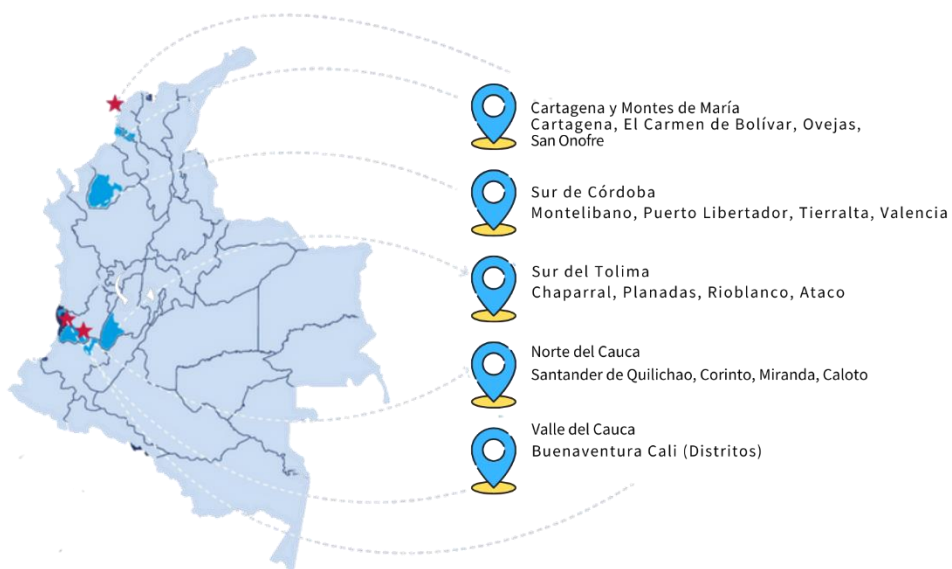 Cartagena y Montes de María
Cartagena, El Carmen de Bolívar, Ovejas,
San Onofre
Sur de Córdoba
Montelibano, Puerto Libertador, Tierralta, Valencia
Sur del Tolima
Chaparral, Planadas, Rioblanco, Ataco
Norte del Cauca
Santander de Quilichao, Corinto, Miranda, Caloto
Valle del Cauca
Buenaventura Cali (Distritos)